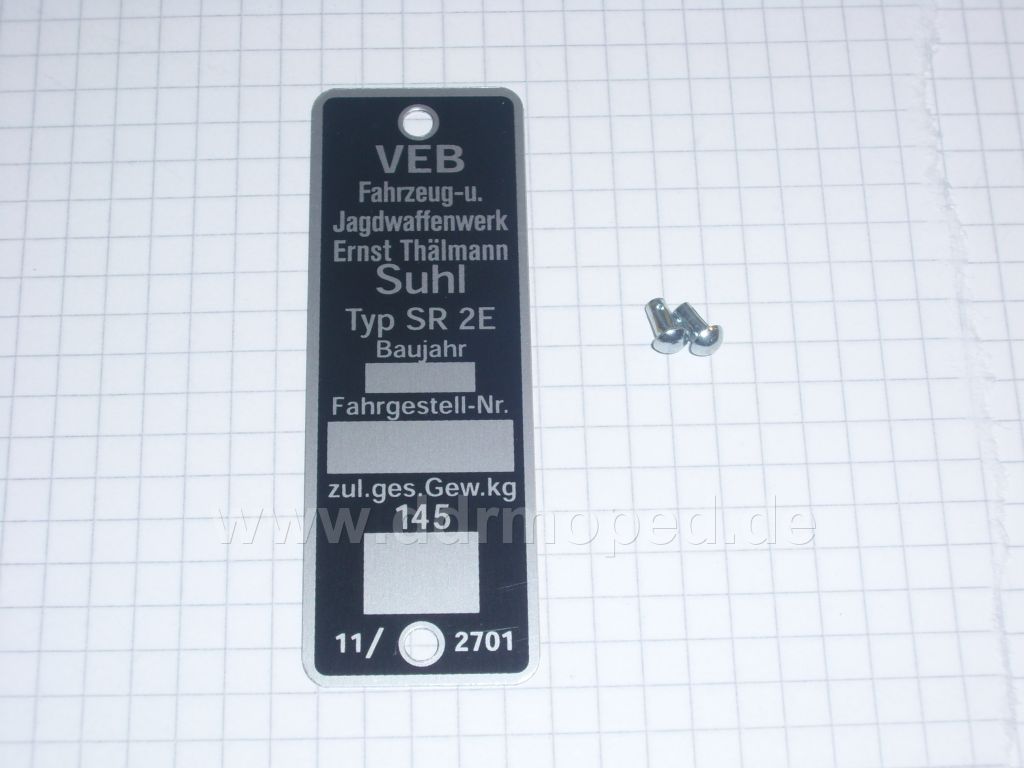 VEB
Fahrzeug-u.
Jagdwaffenwerk
Ernst Thälmann
Suhl
Typ SR 2E
Baujahr
Fahrgestell-Nr.
zul.ges.Gew.kg
145
www.ddrmoped.de
11/ 2701